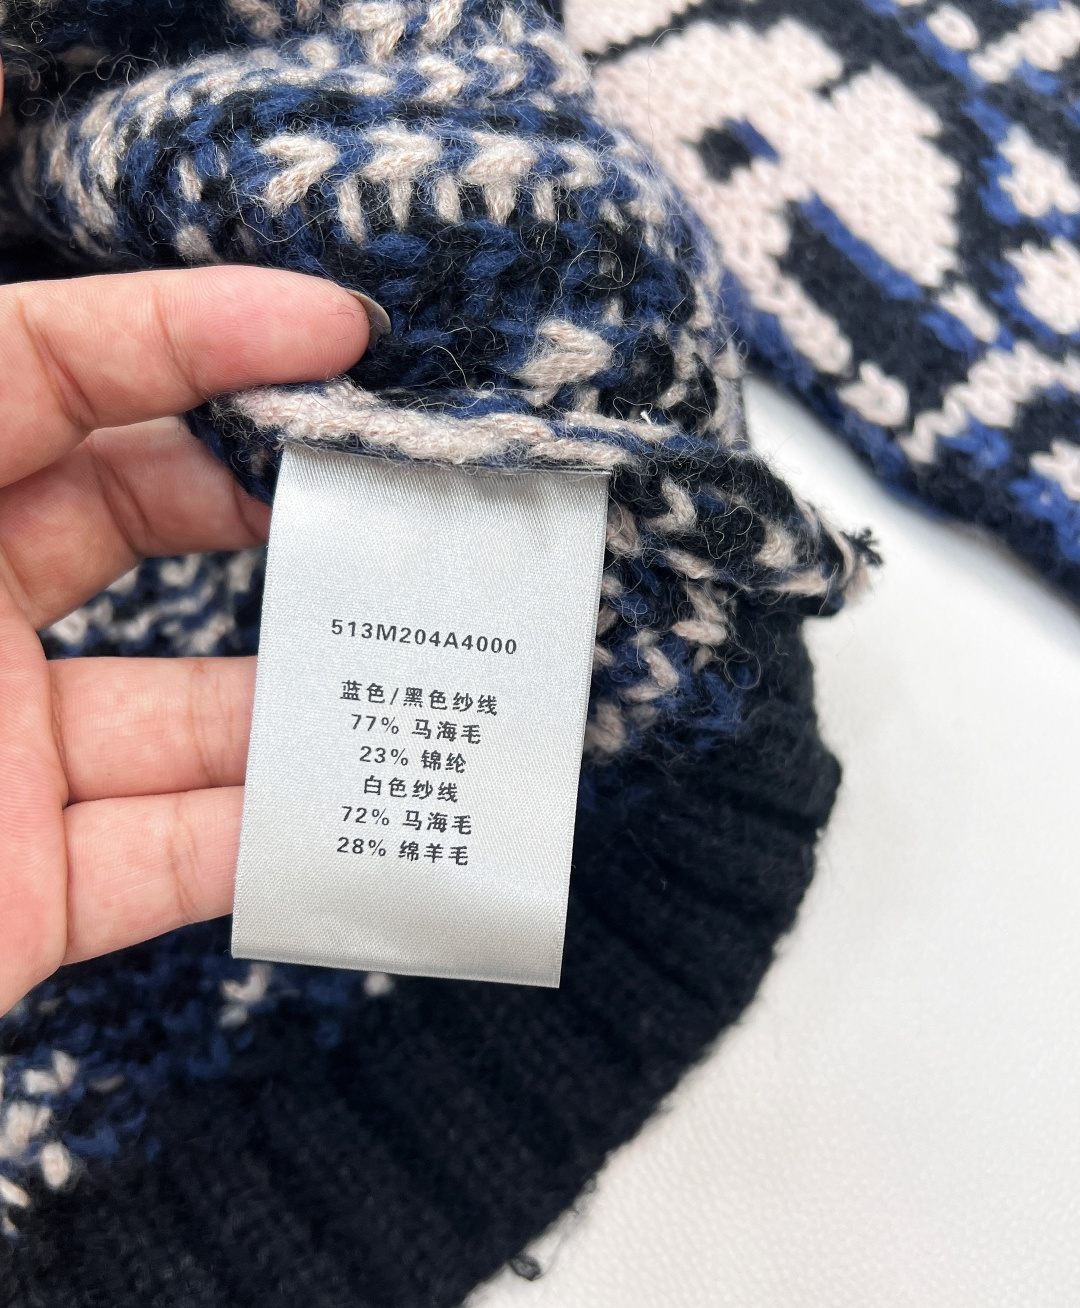 513M204A4000
蓝色/黑色纱线
77% 马海毛
23% 锦纶
白色纱线
72% 马海毛
28% 绵羊毛